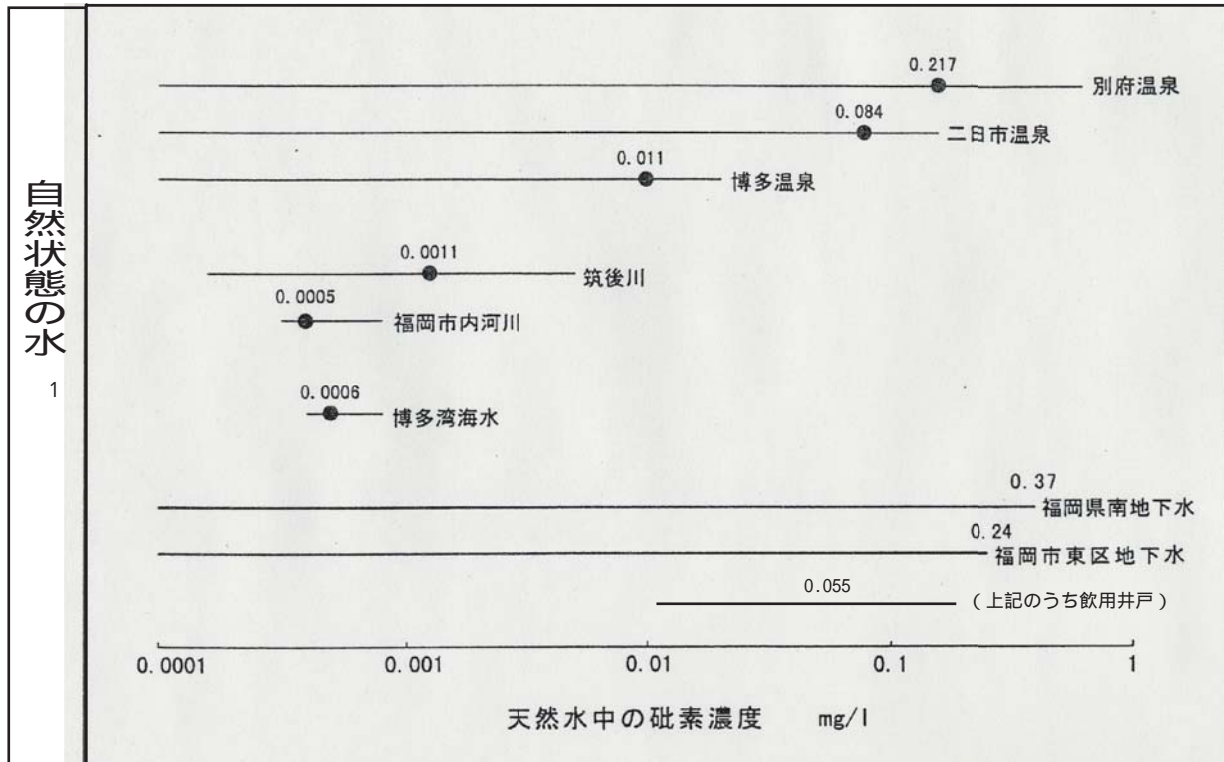 自然状態の水
1
0.217
別府温泉
0.084
二日市温泉
0.011
博多温泉
0.0011
筑後川
0.0005
福岡市内河川
0.0006
博多湾海水
0.37
福岡県南地下水
0.24
福岡市東区地下水
0.055
(上記のうち飲用井戸)
0.0001 0.001 0.01 0.1 1
天然水中の砒素濃度 mg/l